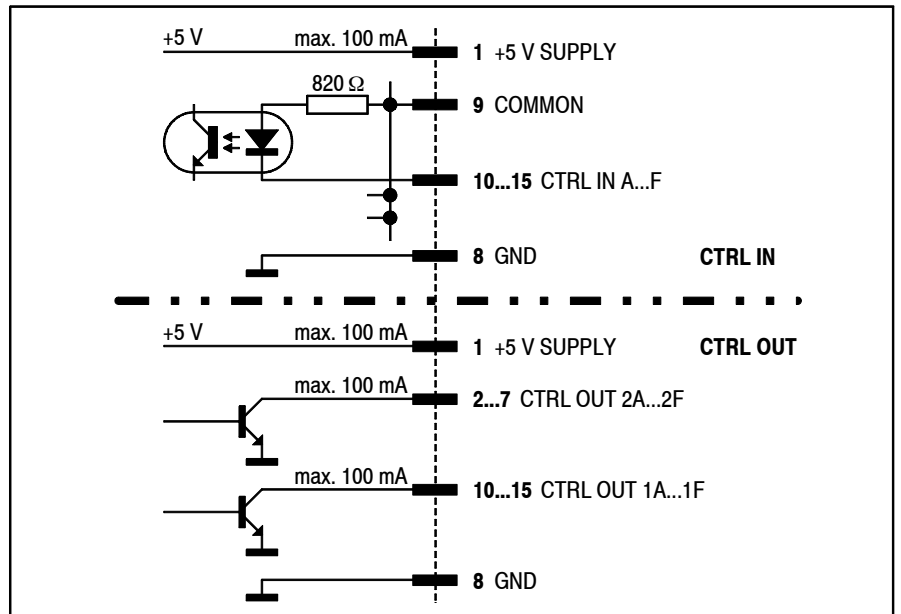 +5 V max. 100 mA 1 +5 V SUPPLY
820 Ω
9 COMMON
10...15 CTRL IN A...F
8 GND CTRL IN
+5 V max. 100 mA 1 +5 V SUPPLY CTRL OUT
max. 100 mA 2...7 CTRL OUT 2A...2F
max. 100 mA 10...15 CTRL OUT 1A...1F
8 GND